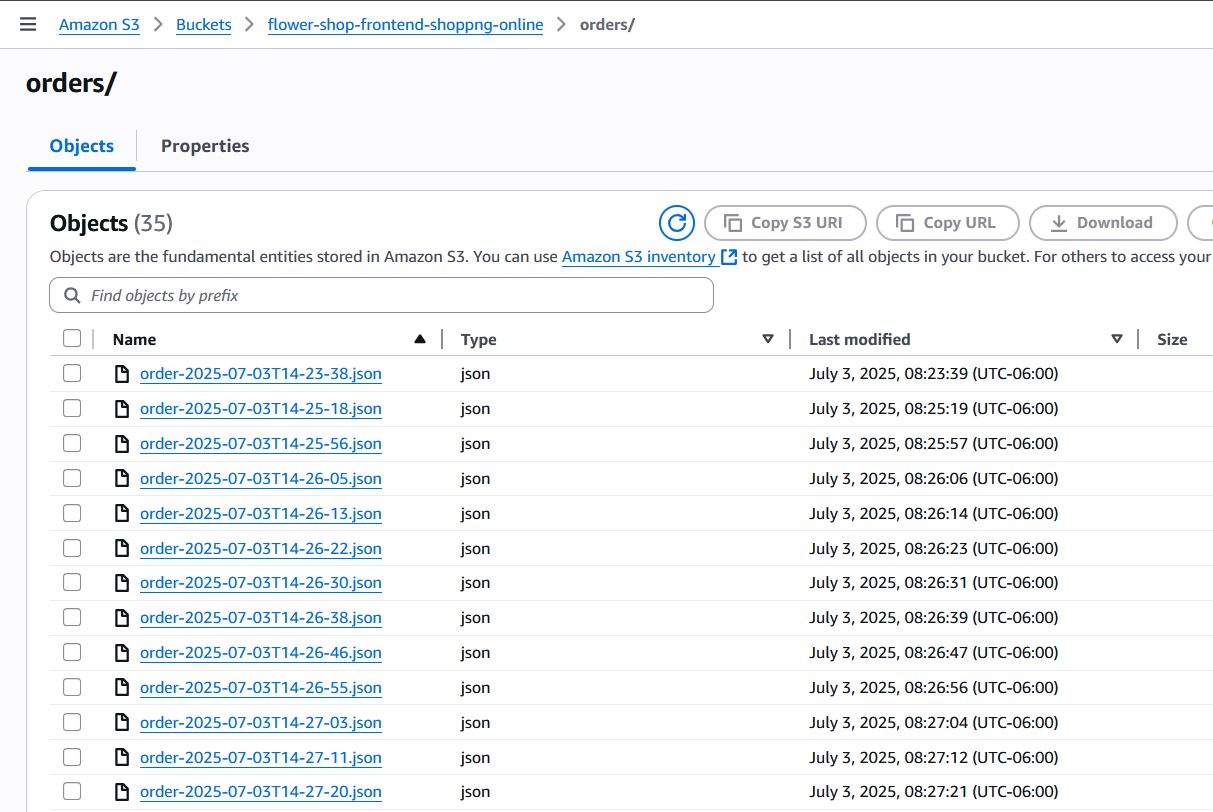 Amazon S3 > Buckets > flower-shop-frontend-shoppng-online > orders/
orders/
Objects Properties
Objects (35) Copy S3 URI Copy URL Download
Objects are the fundamental entities stored in Amazon S3. You can use Amazon S3 inventory to get a list of all objects in your bucket. For others to access your
Find objects by prefix
Name Type Last modified Size
order-2025-07-03T14-23-38.json json July 3, 2025, 08:23:39 (UTC-06:00)
order-2025-07-03T14-25-18.json json July 3, 2025, 08:25:19 (UTC-06:00)
order-2025-07-03T14-25-56.json json July 3, 2025, 08:25:57 (UTC-06:00)
order-2025-07-03T14-26-05.json json July 3, 2025, 08:26:06 (UTC-06:00)
order-2025-07-03T14-26-13.json json July 3, 2025, 08:26:14 (UTC-06:00)
order-2025-07-03T14-26-22.json json July 3, 2025, 08:26:23 (UTC-06:00)
order-2025-07-03T14-26-30.json json July 3, 2025, 08:26:31 (UTC-06:00)
order-2025-07-03T14-26-38.json json July 3, 2025, 08:26:39 (UTC-06:00)
order-2025-07-03T14-26-46.json json July 3, 2025, 08:26:47 (UTC-06:00)
order-2025-07-03T14-26-55.json json July 3, 2025, 08:26:56 (UTC-06:00)
order-2025-07-03T14-27-03.json json July 3, 2025, 08:27:04 (UTC-06:00)
order-2025-07-03T14-27-11.json json July 3, 2025, 08:27:12 (UTC-06:00)
order-2025-07-03T14-27-20.json json July 3, 2025, 08:27:21 (UTC-06:00)